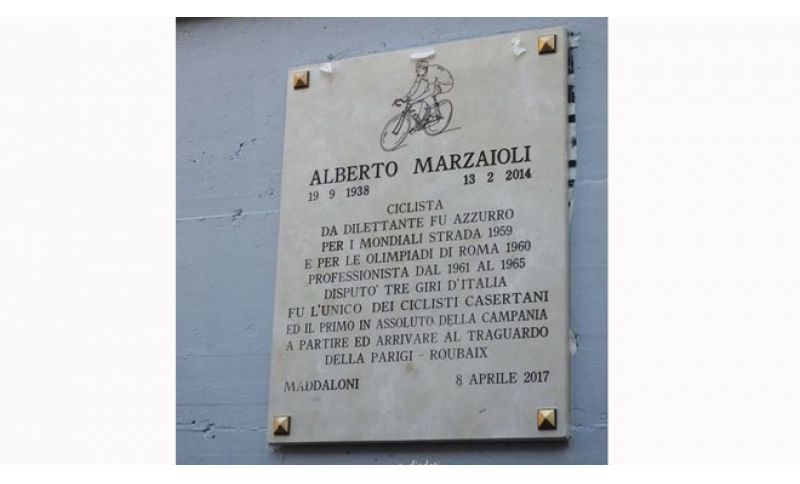 ALBERTO MARZAIOLI
19 9 1938 13 2 2014
CICLISTA
DA DILETTANTE FU AZZURRO
PER I MONDIALI STRADA 1959
E PER LE OLIMPIADI DI ROMA 1960
PROFESSIONISTA DAL 1961 AL 1965
DISPUTO' TRE GIRI D'ITALIA
FU L'UNICO DEI CICLISTI CASERTANI
ED IL PRIMO IN ASSOLUTO DELLA CAMPANIA
A PARTIRE ED ARRIVARE AL TRAGUARDO
DELLA PARIGI - ROUBAIX
MADDALONI 8 APRILE 2017